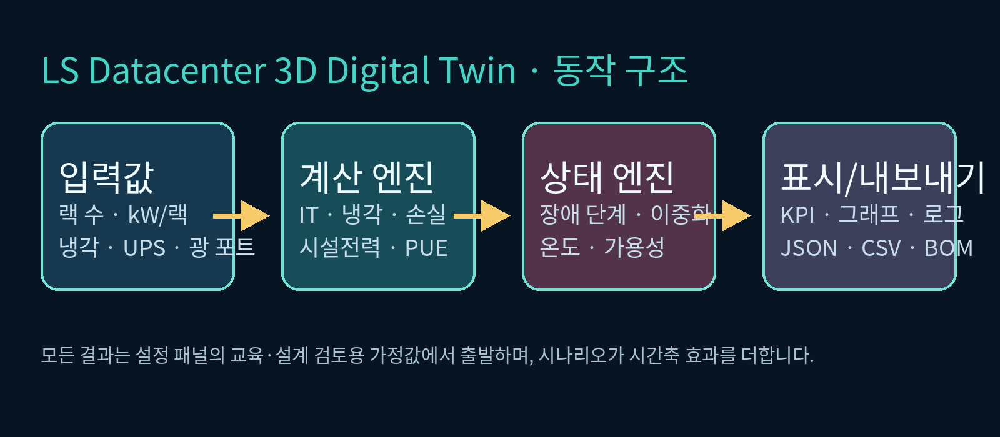 LS Datacenter 3D Digital Twin · 동작 구조
입력값
랙 수 · kW/랙
냉각 · UPS · 광 포트
계산 엔진
IT · 냉각 · 손실
시설전력 · PUE
상태 엔진
장애 단계 · 이중화
온도 · 가용성
표시/내보내기
KPI · 그래프 · 로그
JSON · CSV · BOM
모든 결과는 설정 패널의 교육·설계 검토용 가정값에서 출발하며, 시나리오가 시간축 효과를 더합니다.